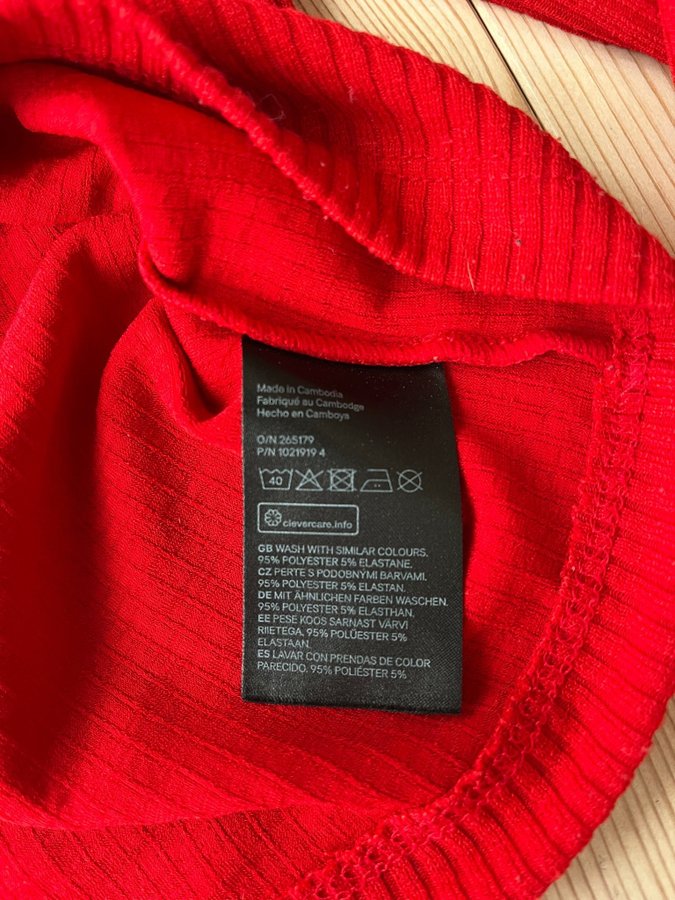 Made in Cambodia
Fabriqué au Cambodge
Hecho en Camboya
O/N 265179
P/N 1021919 4
40
clevercare.info
GB WASH WITH SIMILAR COLOURS.
95% POLYESTER 5% ELASTANE,
CZ PERTE S PODOBNÝMI BARVAMI.
95% POLYESTER 5% ELASTAN.
DE MIT ÄHNLICHEN FARBEN WASCHEN.
95% POLYESTER 5% ELASTHAN.
EE PESE KOOS SARNAST VÄRVI
RIIETEGA, 95% POLÜESTER 5%
ELASTAAN.
ES LAVAR CON PRENDAS DE COLOR
PARECIDO. 95% POLIÉSTER 5%